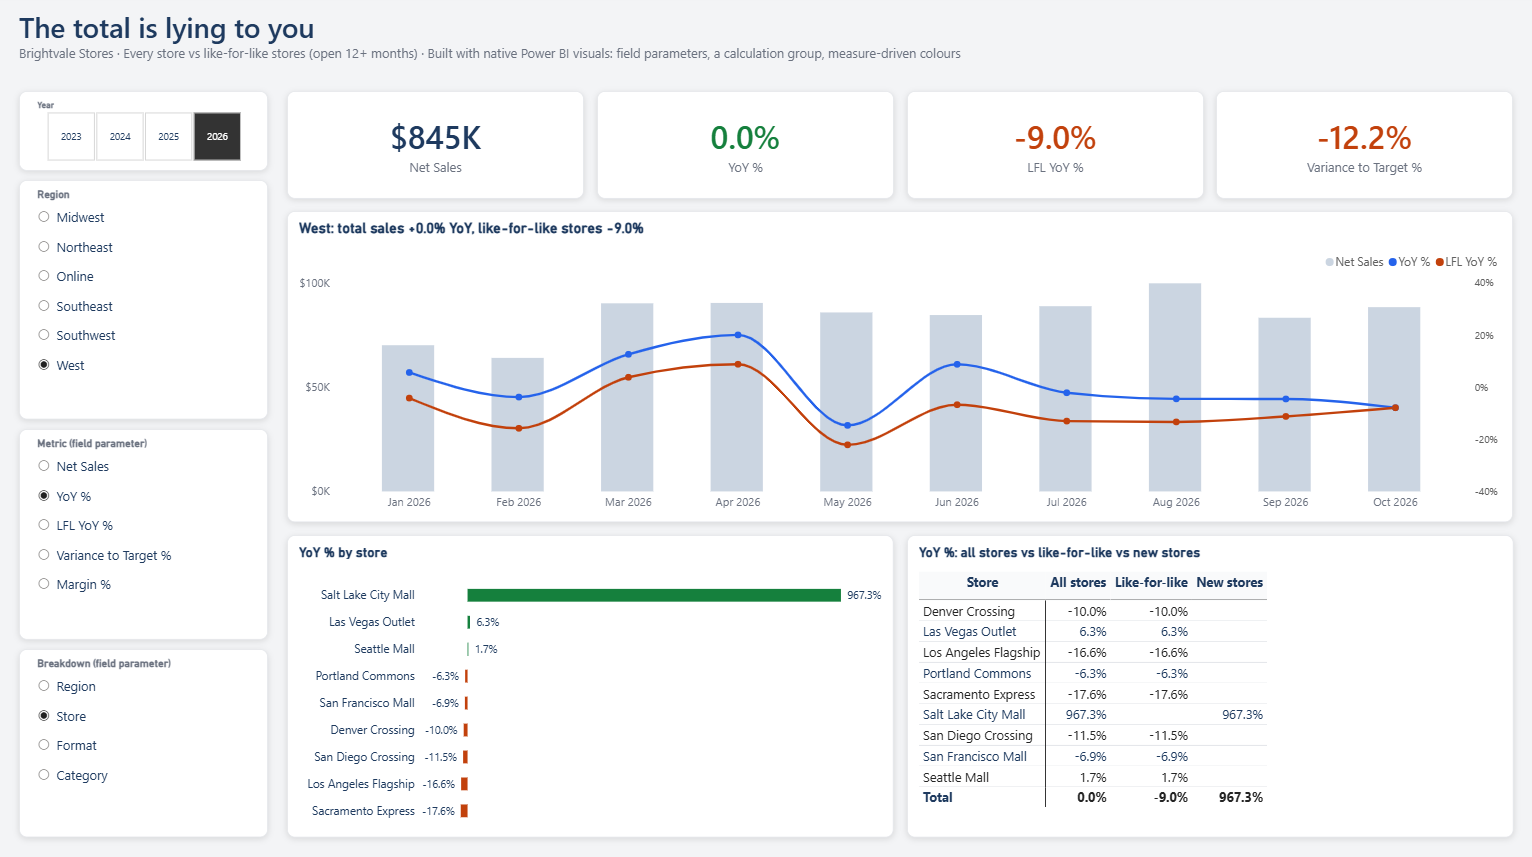 The total is lying to you
Brightvale Stores · Every store vs like-for-like stores (open 12+ months) · Built with native Power BI visuals: field parameters, a calculation group, measure-driven colours
Year
2023 2024 2025 2026
Region
Midwest
Northeast
Online
Southeast
Southwest
West
Metric (field parameter)
Net Sales
YoY %
LFL YoY %
Variance to Target %
Margin %
Breakdown (field parameter)
Region
Store
Format
Category
$845K
Net Sales
0.0%
YoY %
-9.0%
LFL YoY %
-12.2%
Variance to Target %
West: total sales +0.0% YoY, like-for-like stores -9.0%
Net Sales YoY % LFL YoY %
$100K 40%
20%
$50K 0%
-20%
$0K -40%
Jan 2026 Feb 2026 Mar 2026 Apr 2026 May 2026 Jun 2026 Jul 2026 Aug 2026 Sep 2026 Oct 2026
YoY % by store
Salt Lake City Mall 967.3%
Las Vegas Outlet 6.3%
Seattle Mall 1.7%
Portland Commons -6.3%
San Francisco Mall -6.9%
Denver Crossing -10.0%
San Diego Crossing -11.5%
Los Angeles Flagship -16.6%
Sacramento Express -17.6%
YoY %: all stores vs like-for-like vs new stores
Store All stores Like-for-like New stores
Denver Crossing -10.0% -10.0%
Las Vegas Outlet 6.3% 6.3%
Los Angeles Flagship -16.6% -16.6%
Portland Commons -6.3% -6.3%
Sacramento Express -17.6% -17.6%
Salt Lake City Mall 967.3% 967.3%
San Diego Crossing -11.5% -11.5%
San Francisco Mall -6.9% -6.9%
Seattle Mall 1.7% 1.7%
Total 0.0% -9.0% 967.3%